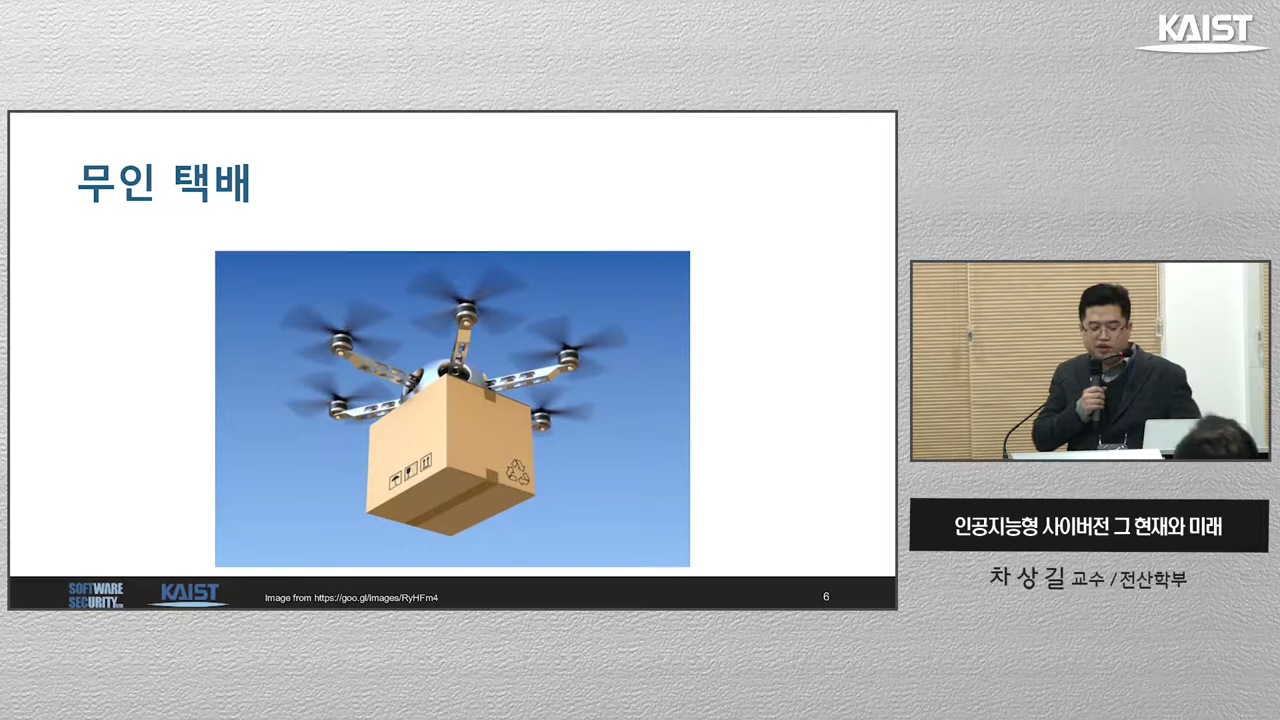 KAIST
무인 택배
SOFTWARE
SECURITY
KAIST
Image from https://goo.gl/images/RyHFm4
6
인공지능형 사이버전 그 현재와 미래
차상길 교수 / 전산학부